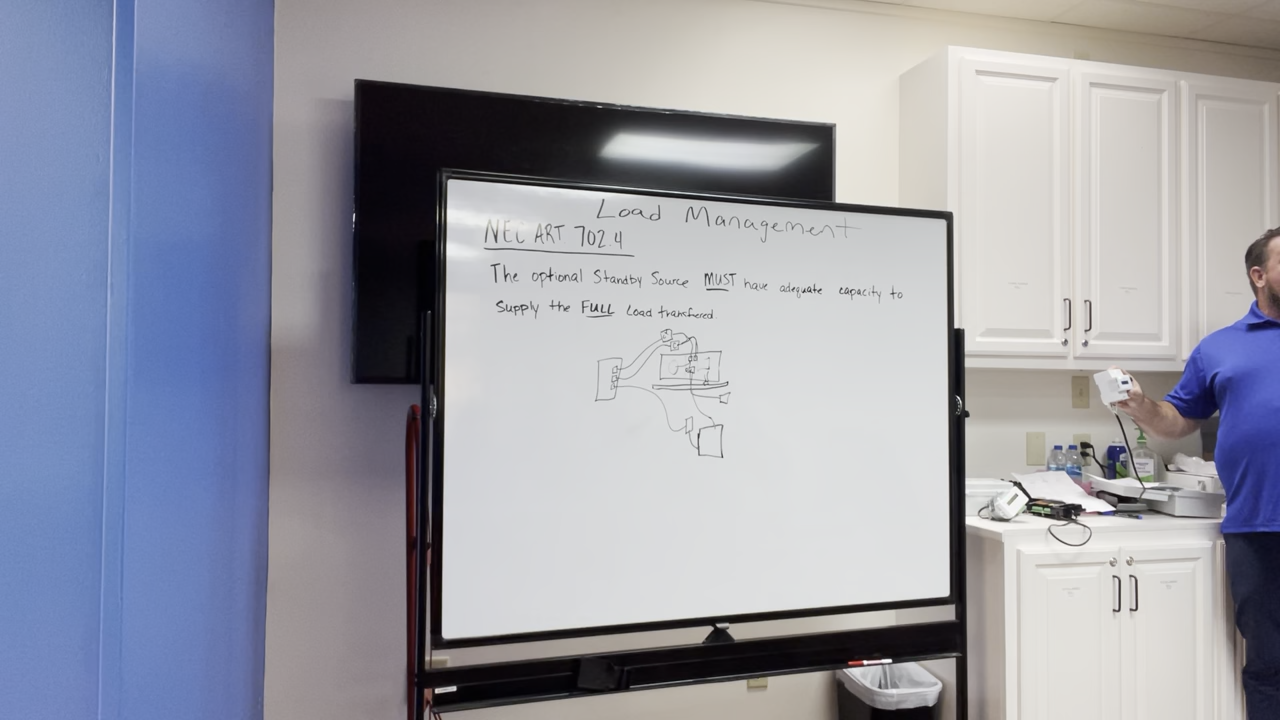 Load Management
NEC ART 702.4
The optional Standby Source MUST have adequate capacity to
Supply the FULL Load transfered.